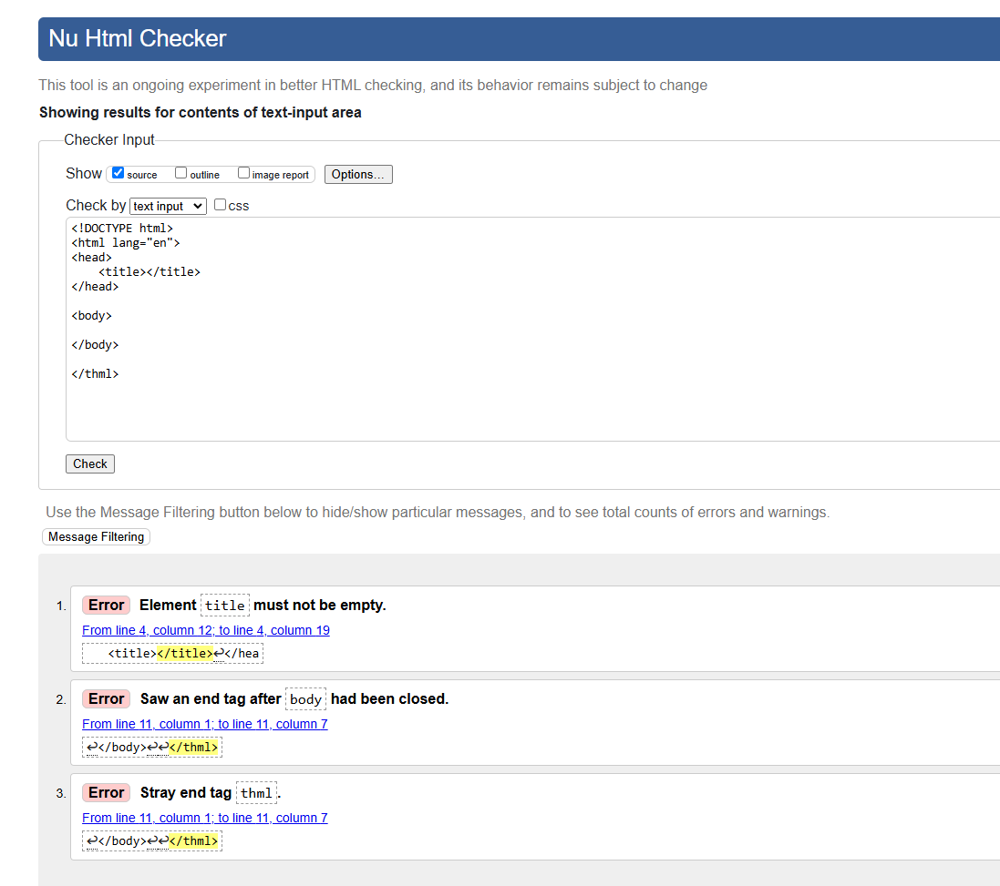 Nu Html Checker
This tool is an ongoing experiment in better HTML checking, and its behavior remains subject to change
Showing results for contents of text-input area
Checker Input
Show source outline image report Options...
Check by text input css
<!DOCTYPE html>
<html lang="en">
<head>
    <title></title>
</head>
<body>
</body>
</thml>
Check
Use the Message Filtering button below to hide/show particular messages, and to see total counts of errors and warnings.
Message Filtering
1. Error Element title must not be empty.
From line 4, column 12; to line 4, column 19
<title></title>↩</hea
2. Error Saw an end tag after body had been closed.
From line 11, column 1; to line 11, column 7
↩</body>↩↩</thml>
3. Error Stray end tag thml.
From line 11, column 1; to line 11, column 7
↩</body>↩↩</thml>